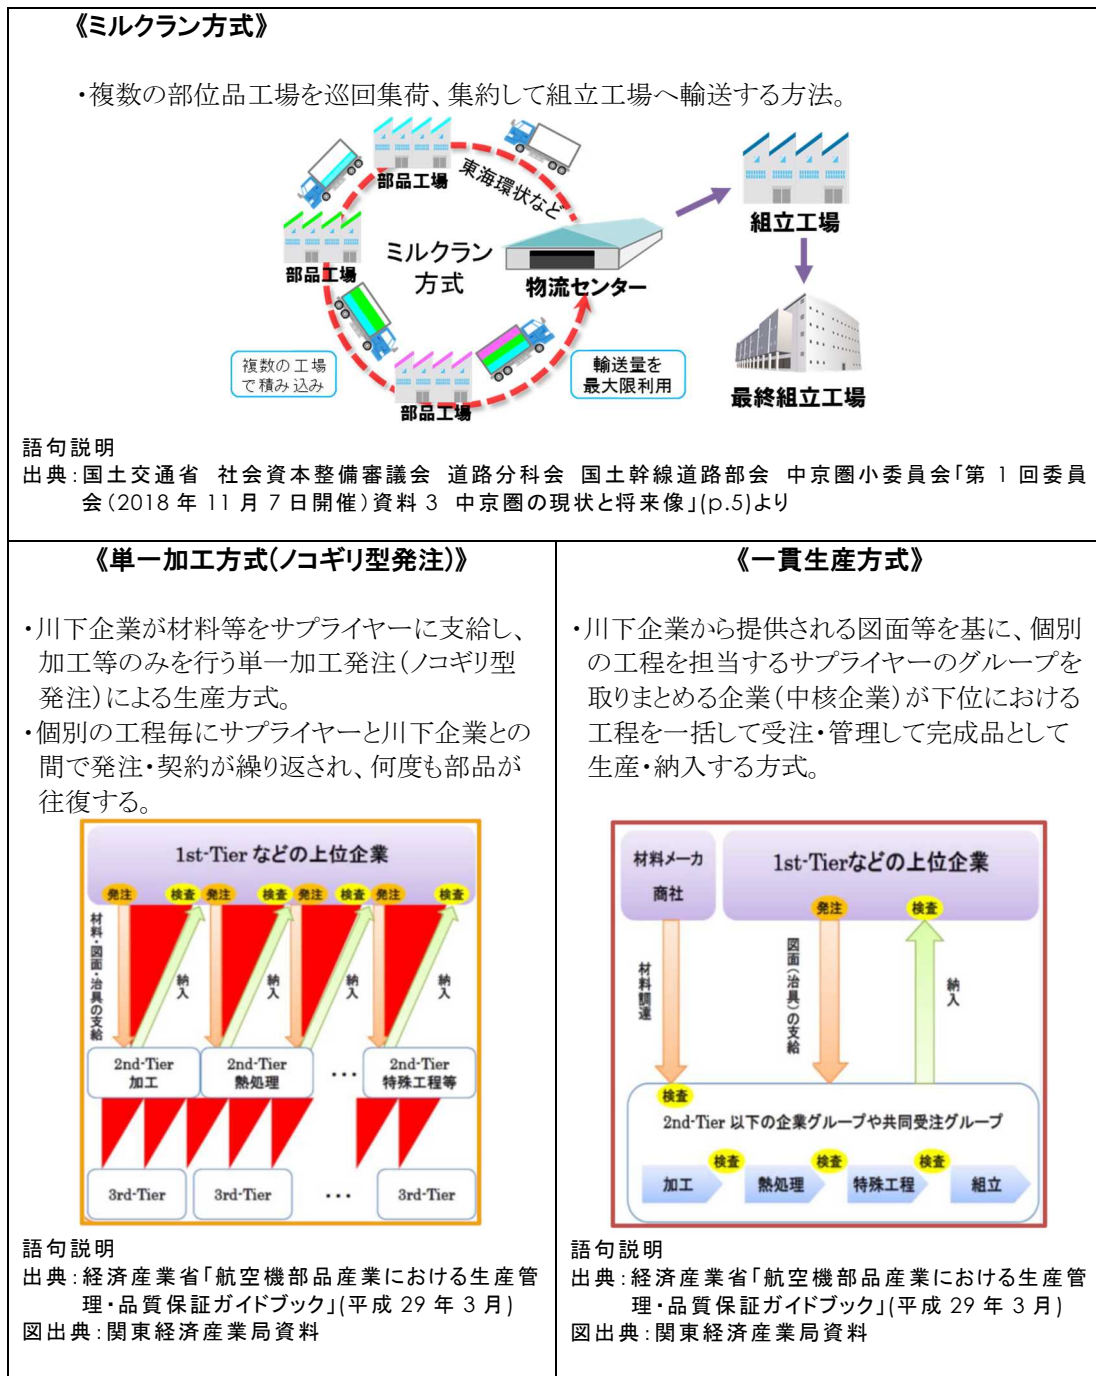 《ミルクラン方式》
・複数の部位品工場を巡回集荷、集約して組立工場へ輸送する方法。
部品工場
東海環状など
組立工場
部品工場
ミルクラン
方式
物流センター
複数の工場
で積み込み
輸送量を
最大限利用
部品工場
最終組立工場
語句説明
出典:国土交通省 社会資本整備審議会 道路分科会 国土幹線道路部会 中京圏小委員会「第 1 回委員
会(2018 年 11 月 7 日開催)資料 3 中京圏の現状と将来像」(p.5)より
《単一加工方式(ノコギリ型発注)》
・川下企業が材料等をサプライヤーに支給し、
加工等のみを行う単一加工発注(ノコギリ型
発注)による生産方式。
・個別の工程毎にサプライヤーと川下企業との
間で発注・契約が繰り返され、何度も部品が
往復する。
1st-Tier などの上位企業
発注 検査 発注 検査 発注 検査 発注 検査
材料・図面・治具の支給
納入 納入 納入 納入
2nd-Tier
加工
2nd-Tier
熱処理
・・・
2nd-Tier
特殊工程等
3rd-Tier 3rd-Tier ・・・ 3rd-Tier
語句説明
出典:経済産業省「航空機部品産業における生産管
理・品質保証ガイドブック」(平成 29 年 3 月)
図出典:関東経済産業局資料
《一貫生産方式》
・川下企業から提供される図面等を基に、個別
の工程を担当するサプライヤーのグループを
取りまとめる企業(中核企業)が下位における
工程を一括して受注・管理して完成品として
生産・納入する方式。
材料メーカ
商社
1st-Tierなどの上位企業
発注 検査
材料調達
図面(治具)の支給
納入
検査
2nd-Tier 以下の企業グループや共同受注グループ
検査 検査 検査
加工 熱処理 特殊工程 組立
語句説明
出典:経済産業省「航空機部品産業における生産管
理・品質保証ガイドブック」(平成 29 年 3 月)
図出典:関東経済産業局資料